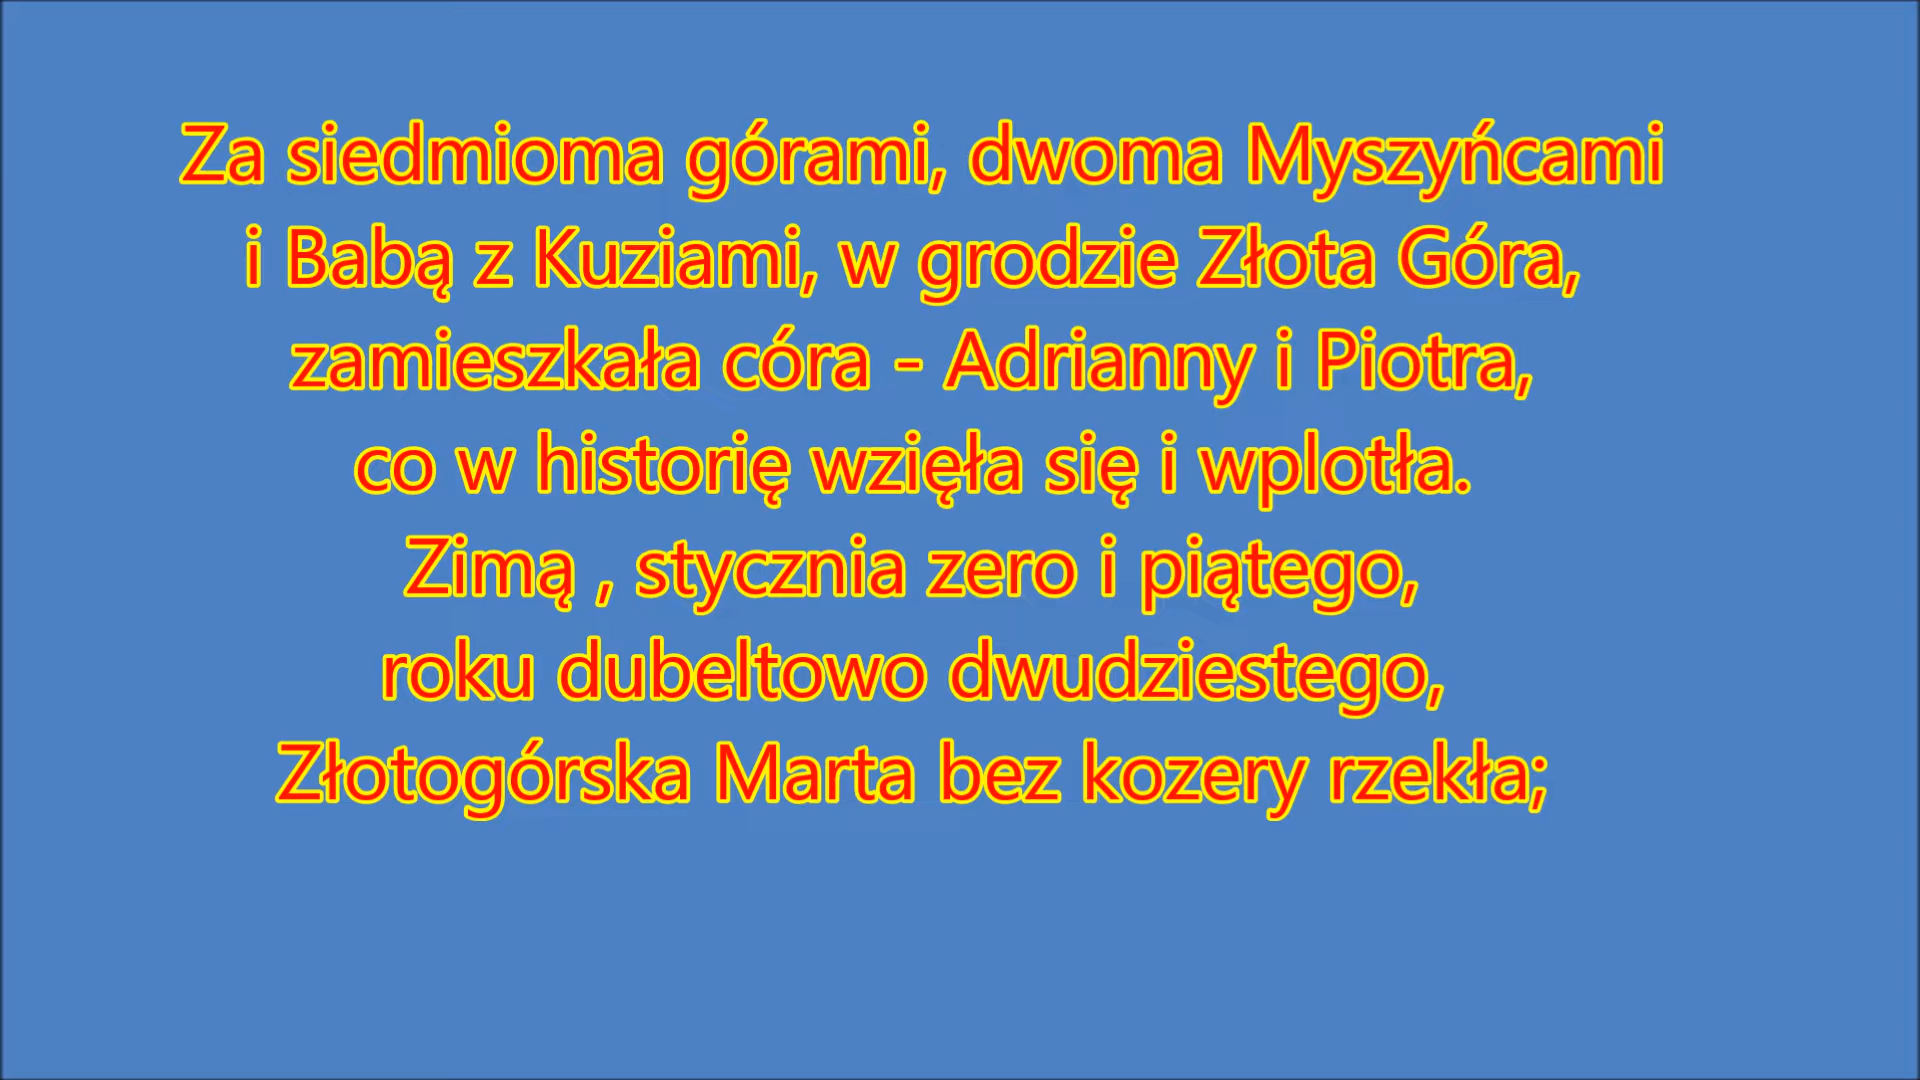 Za siedmioma górami, dwoma Myszyńcami
i Babą z Kuziami, w grodzie Złota Góra,
zamieszkała córa - Adrianny i Piotra,
co w historię wzięła się i wplotła.
Zimą , stycznia zero i piątego,
roku dubeltowo dwudziestego,
Złotogórska Marta bez kozery rzekła;